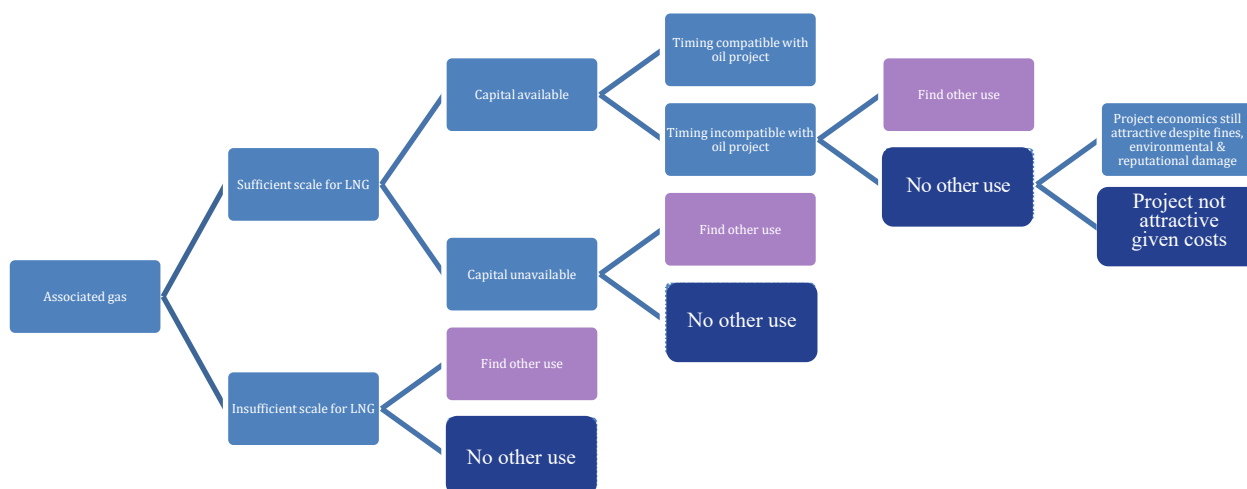 Associated gas
Sufficient scale for LNG
Insufficient scale for LNG
Capital available
Capital unavailable
Find other use
No other use
Timing compatible with
oil project
Timing incompatible with
oil project
Find other use
No other use
Find other use
No other use
Project economics still
attractive despite fines,
environmental &
reputational damage
Project not
attractive
given costs